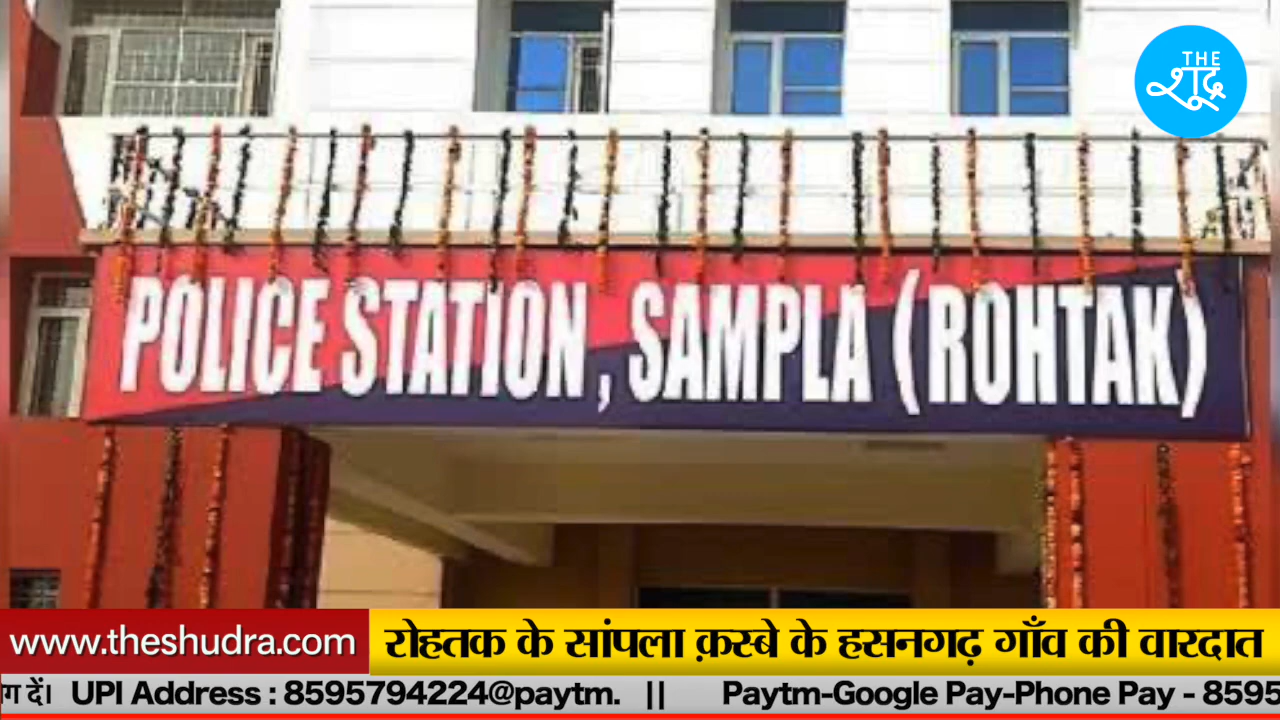 THE
शूद्र
POLICE STATION, SAMPLA (ROHTAK)
www.theshudra.com
रोहतक के सांपला क़स्बे के हसनगढ़ गाँव की वारदात
ग दें। UPI Address : 8595794224@paytm. || Paytm-Google Pay-Phone Pay - 8595